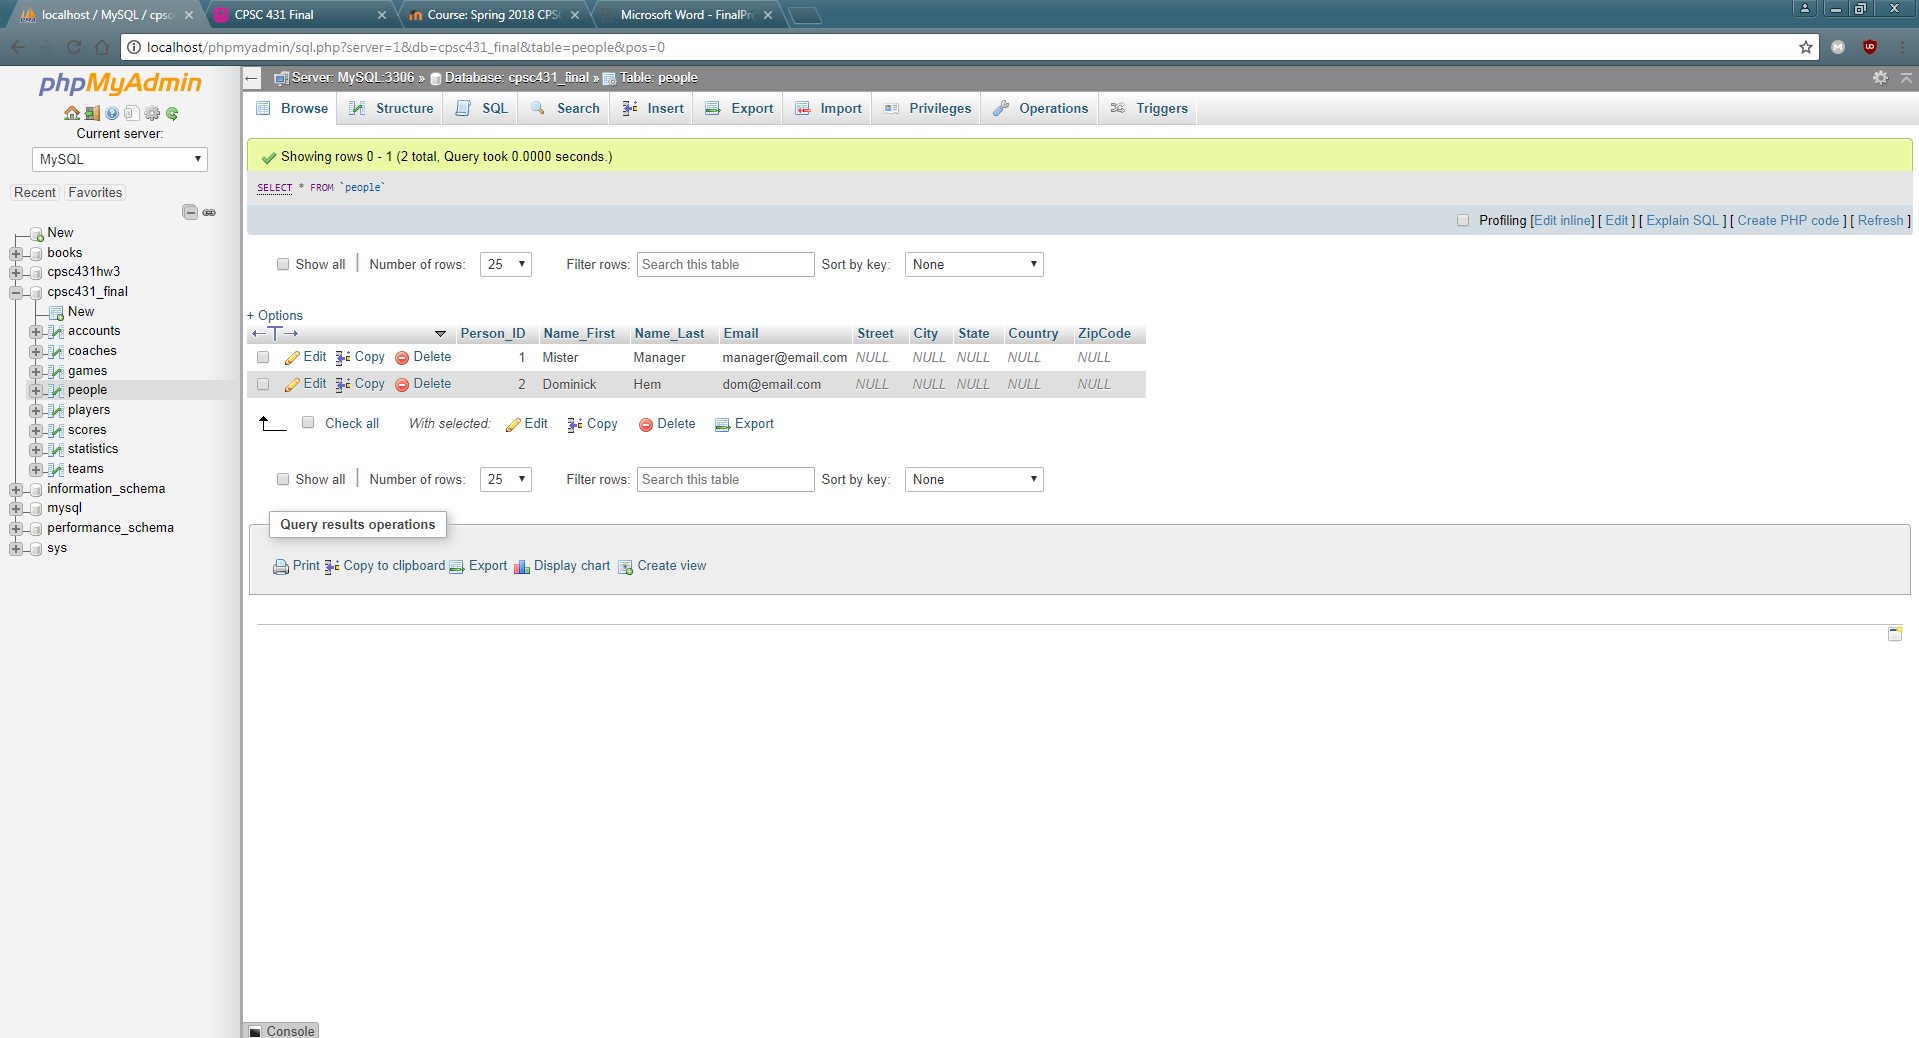 localhost / MySQL / cpsc
CPSC 431 Final
Course: Spring 2018 CPS
Microsoft Word - FinalPr
localhost/phpmyadmin/sql.php?server=1&db=cpsc431_final&table=people&pos=0
phpMyAdmin
Current server:
MySQL
Recent Favorites
New
books
cpsc431hw3
cpsc431_final
New
accounts
coaches
games
people
players
scores
statistics
teams
information_schema
mysql
performance_schema
sys
Server: MySQL:3306 » Database: cpsc431_final » Table: people
Browse Structure SQL Search Insert Export Import Privileges Operations Triggers
Showing rows 0 - 1 (2 total, Query took 0.0000 seconds.)
SELECT * FROM `people`
Profiling [Edit inline] [ Edit ] [ Explain SQL ] [ Create PHP code ] [ Refresh ]
Show all Number of rows: 25 Filter rows: Search this table Sort by key: None
+ Options
Person_ID Name_First Name_Last Email Street City State Country ZipCode
Edit Copy Delete 1 Mister Manager manager@email.com NULL NULL NULL NULL NULL
Edit Copy Delete 2 Dominick Hem dom@email.com NULL NULL NULL NULL NULL
Check all With selected: Edit Copy Delete Export
Show all Number of rows: 25 Filter rows: Search this table Sort by key: None
Query results operations
Print Copy to clipboard Export Display chart Create view
Console